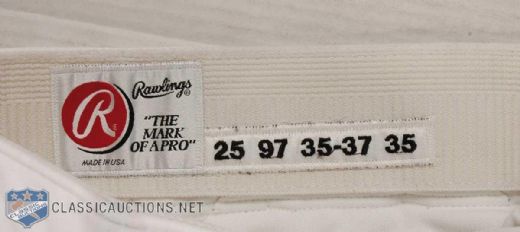 Rawlings
R
"THE
MARK
OF A PRO"
MADE IN USA
25 97 35-37 35
CLASSICAUCTIONS.NET